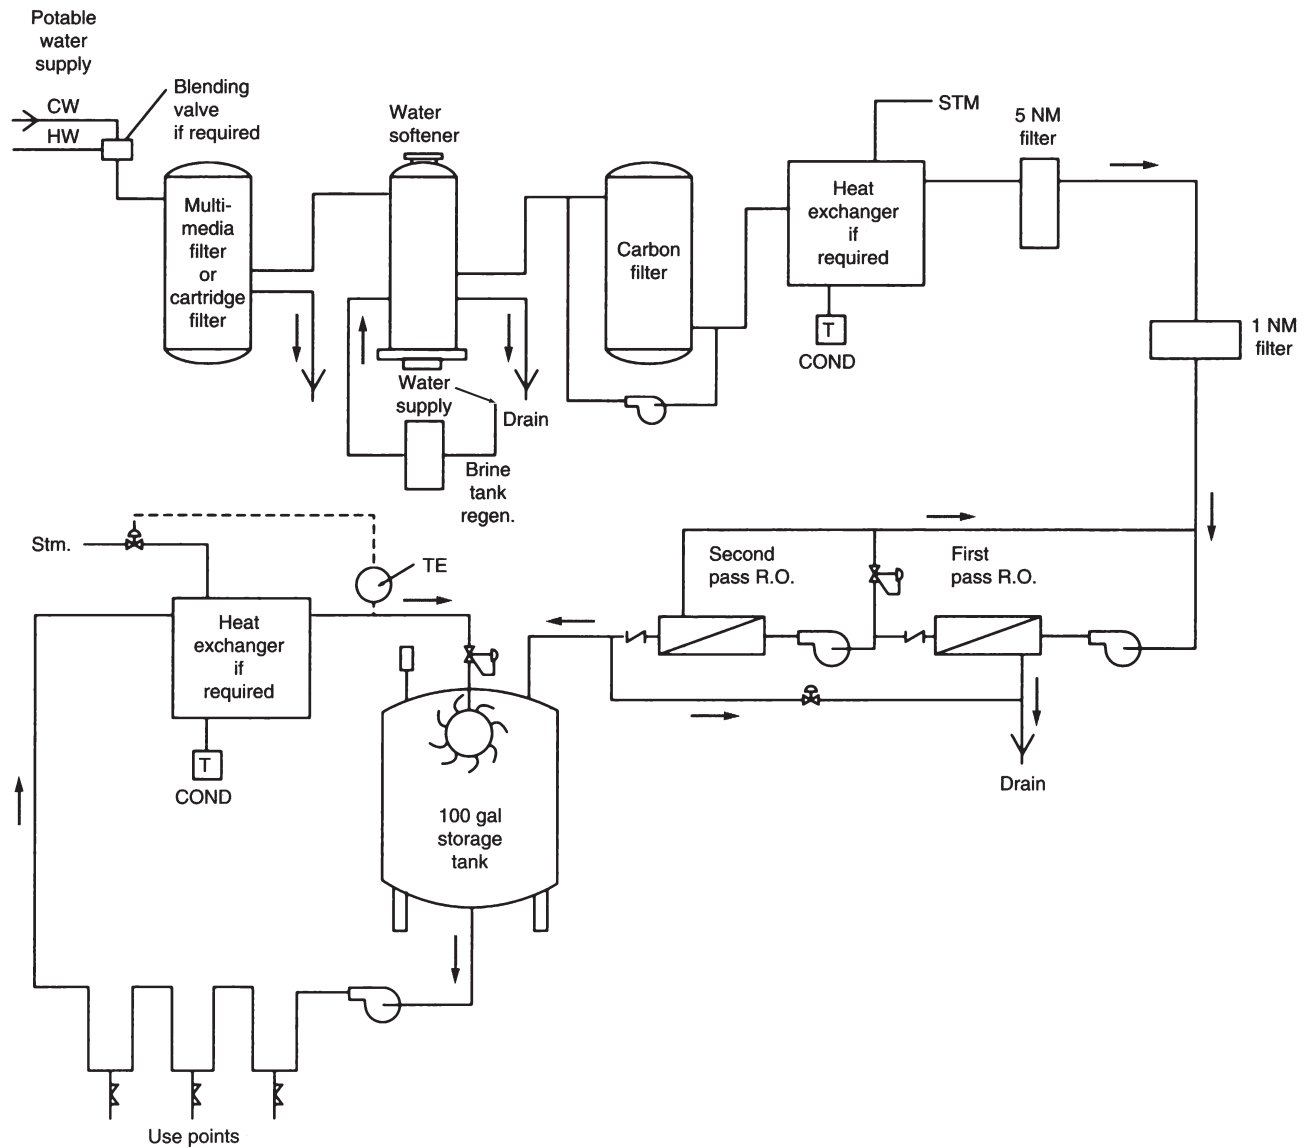 Potable
water
supply
CW
HW
Blending
valve
if required
Multi-
media
filter
or
cartridge
filter
Water
softener
Water
supply
Drain
Brine
tank
regen.
Carbon
filter
STM
Heat
exchanger
if
required
T
COND
5 NM
filter
1 NM
filter
Stm.
TE
Heat
exchanger
if
required
T
COND
Second
pass R.O.
First
pass R.O.
Drain
100 gal
storage
tank
Use points